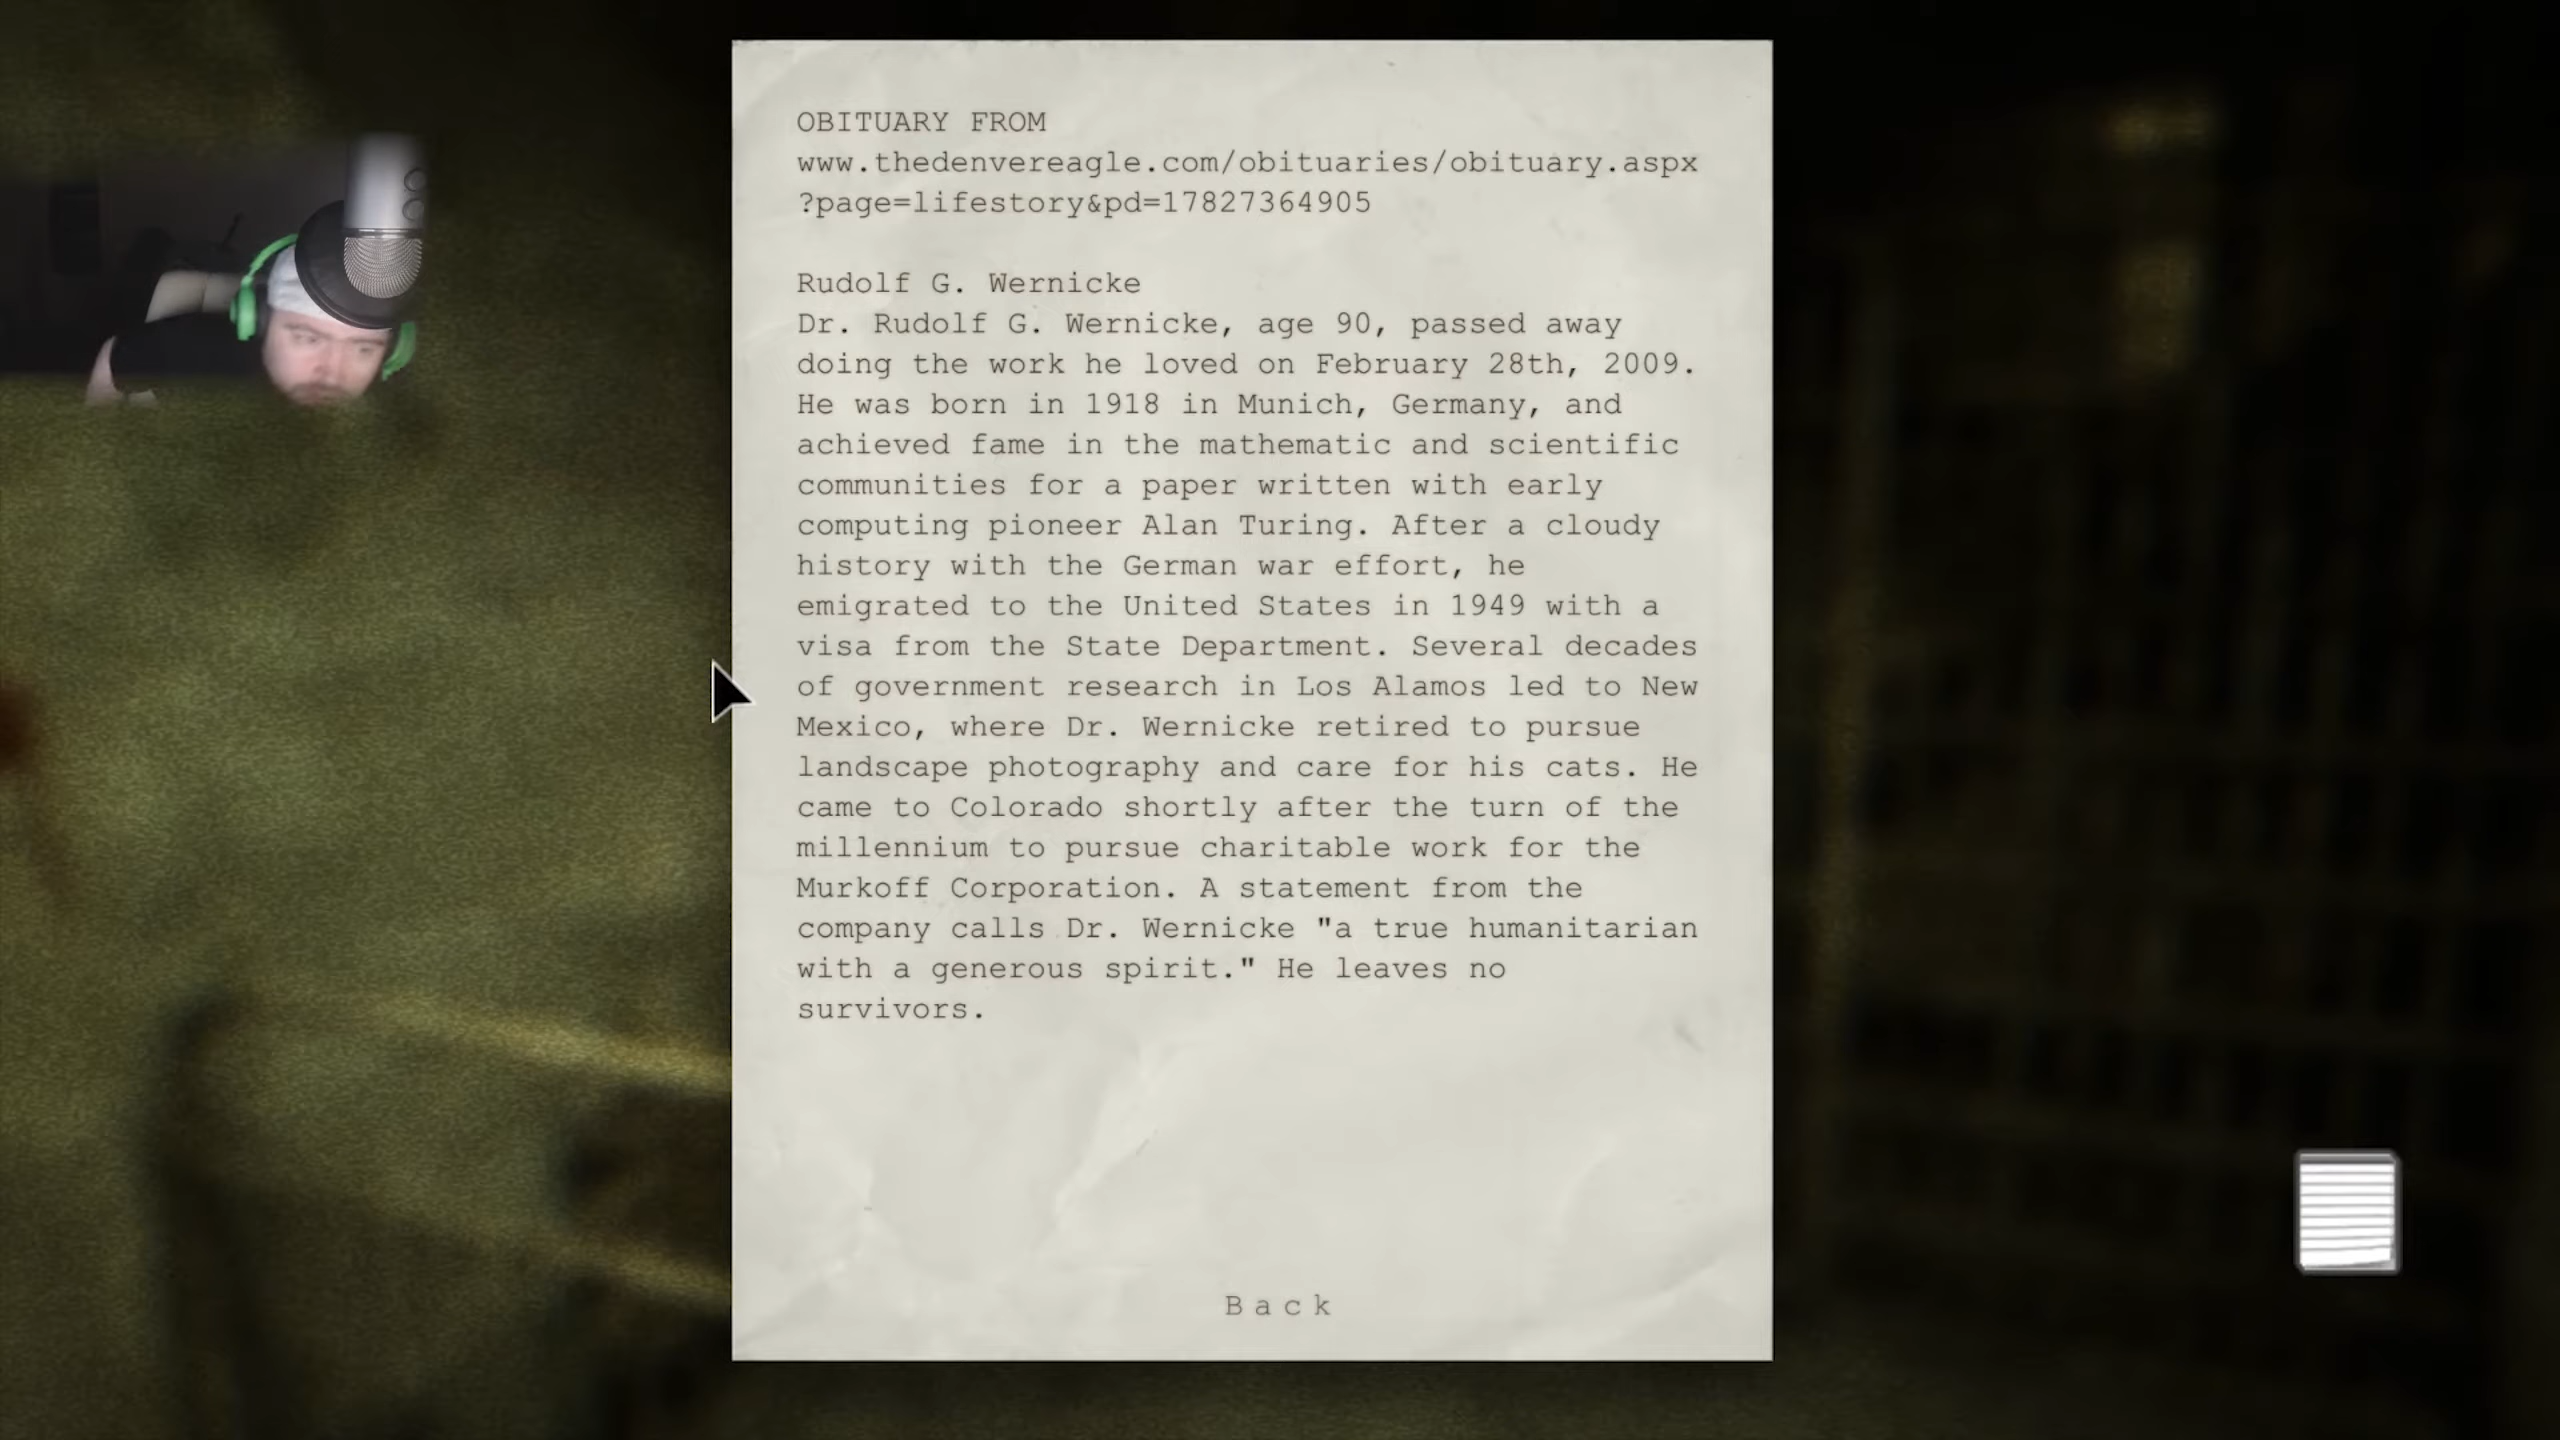 OBITUARY FROM
www.thedenvereagle.com/obituaries/obituary.aspx
?page=lifestory&pd=17827364905
Rudolf G. Wernicke
Dr. Rudolf G. Wernicke, age 90, passed away
doing the work he loved on February 28th, 2009.
He was born in 1918 in Munich, Germany, and
achieved fame in the mathematic and scientific
communities for a paper written with early
computing pioneer Alan Turing. After a cloudy
history with the German war effort, he
emigrated to the United States in 1949 with a
visa from the State Department. Several decades
of government research in Los Alamos led to New
Mexico, where Dr. Wernicke retired to pursue
landscape photography and care for his cats. He
came to Colorado shortly after the turn of the
millennium to pursue charitable work for the
Murkoff Corporation. A statement from the
company calls Dr. Wernicke "a true humanitarian
with a generous spirit." He leaves no
survivors.
Back